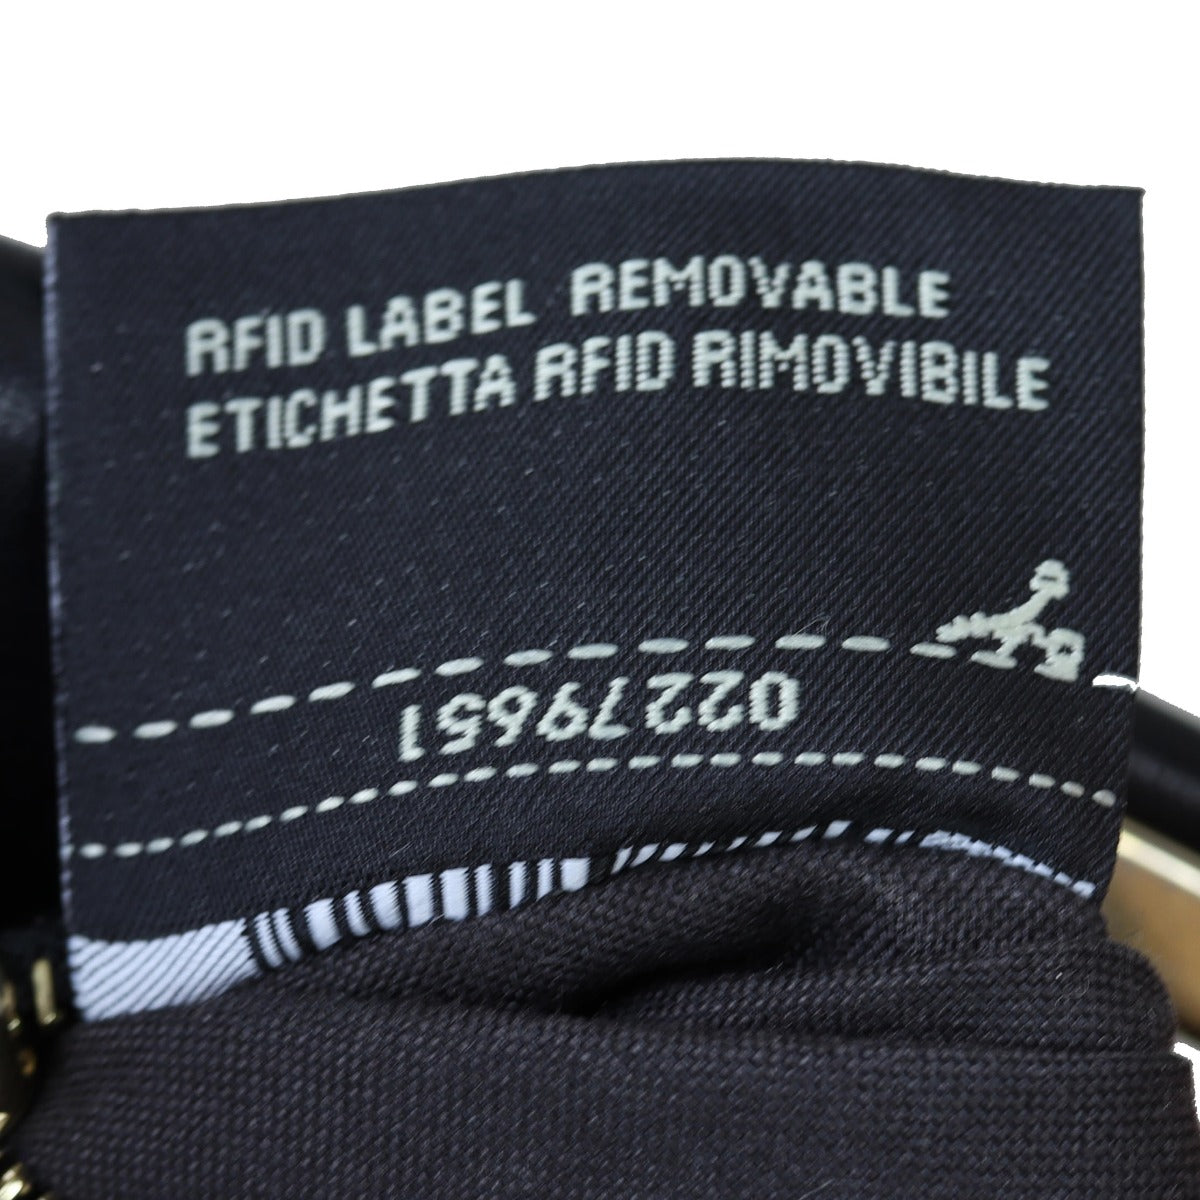 RFID LABEL REMOVABLE
ETICHETTA RFID RIMOVIBILE
02279651